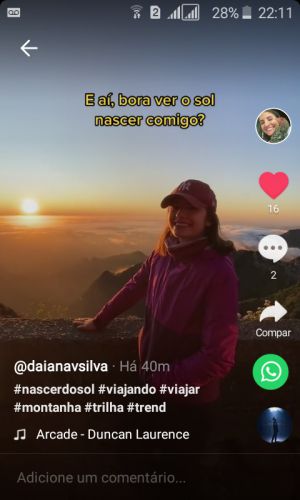 2
28%
22:11
E aí, bora ver o sol
nascer comigo?
16
2
Compar
@daianavsilva · Há 40m
#nascerdosol #viajando #viajar
#montanha #trilha #trend
Arcade - Duncan Laurence
Adicione um comentário...